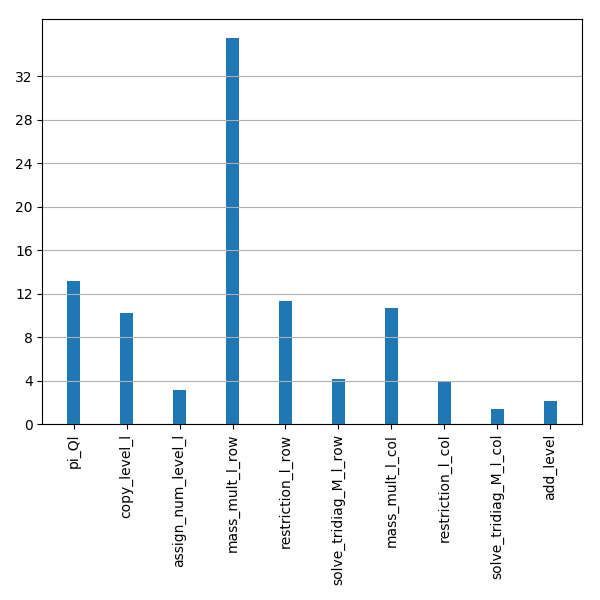 32
28
24
20
16
12
8
4
0
pi_Ql
copy_level_l
assign_num_level_l
mass_mult_l_row
restriction_l_row
solve_tridiag_M_l_row
mass_mult_l_col
restriction_l_col
solve_tridiag_M_l_col
add_level